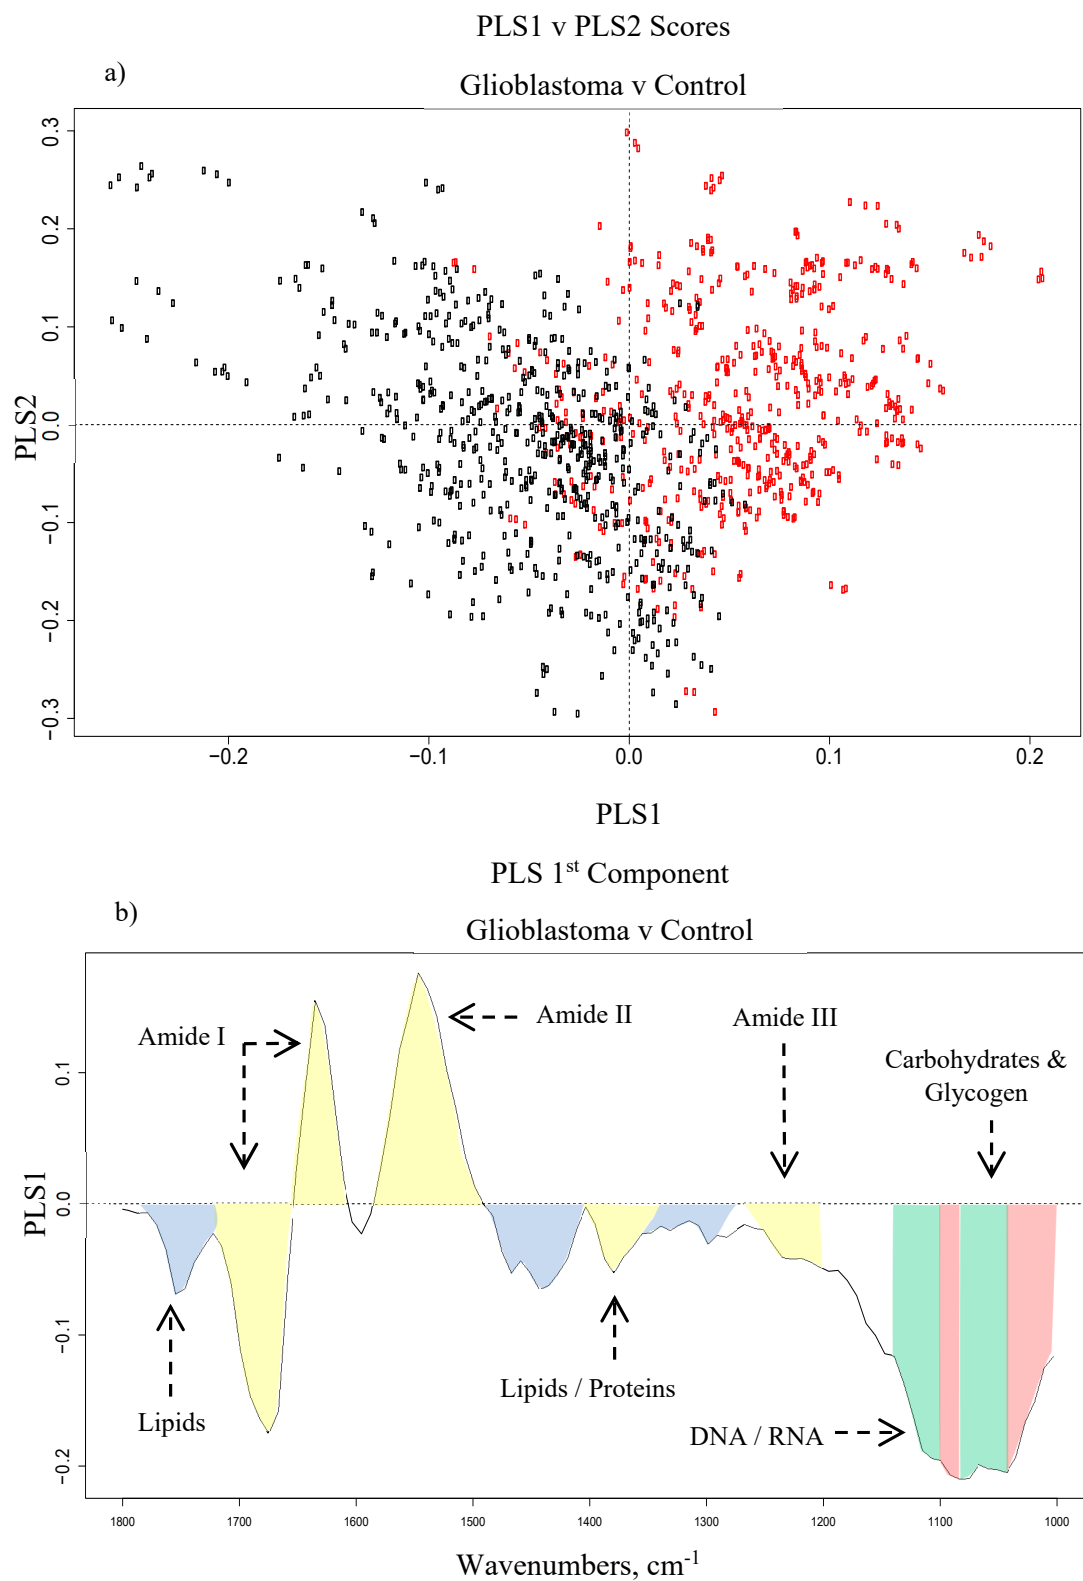 PLS1 v PLS2 Scores
a)
Glioblastoma v Control
0.3
0.2
0.1
0.0
−0.1
−0.2
−0.3
PLS2
−0.2 −0.1 0.0 0.1 0.2
PLS1
PLS 1st Component
b)
Glioblastoma v Control
Amide I
Amide II
Amide III
Carbohydrates &
Glycogen
0.1
0.0
−0.1
−0.2
PLS1
Lipids / Proteins
Lipids
DNA / RNA
1800 1700 1600 1500 1400 1300 1200 1100 1000
Wavenumbers, cm-1